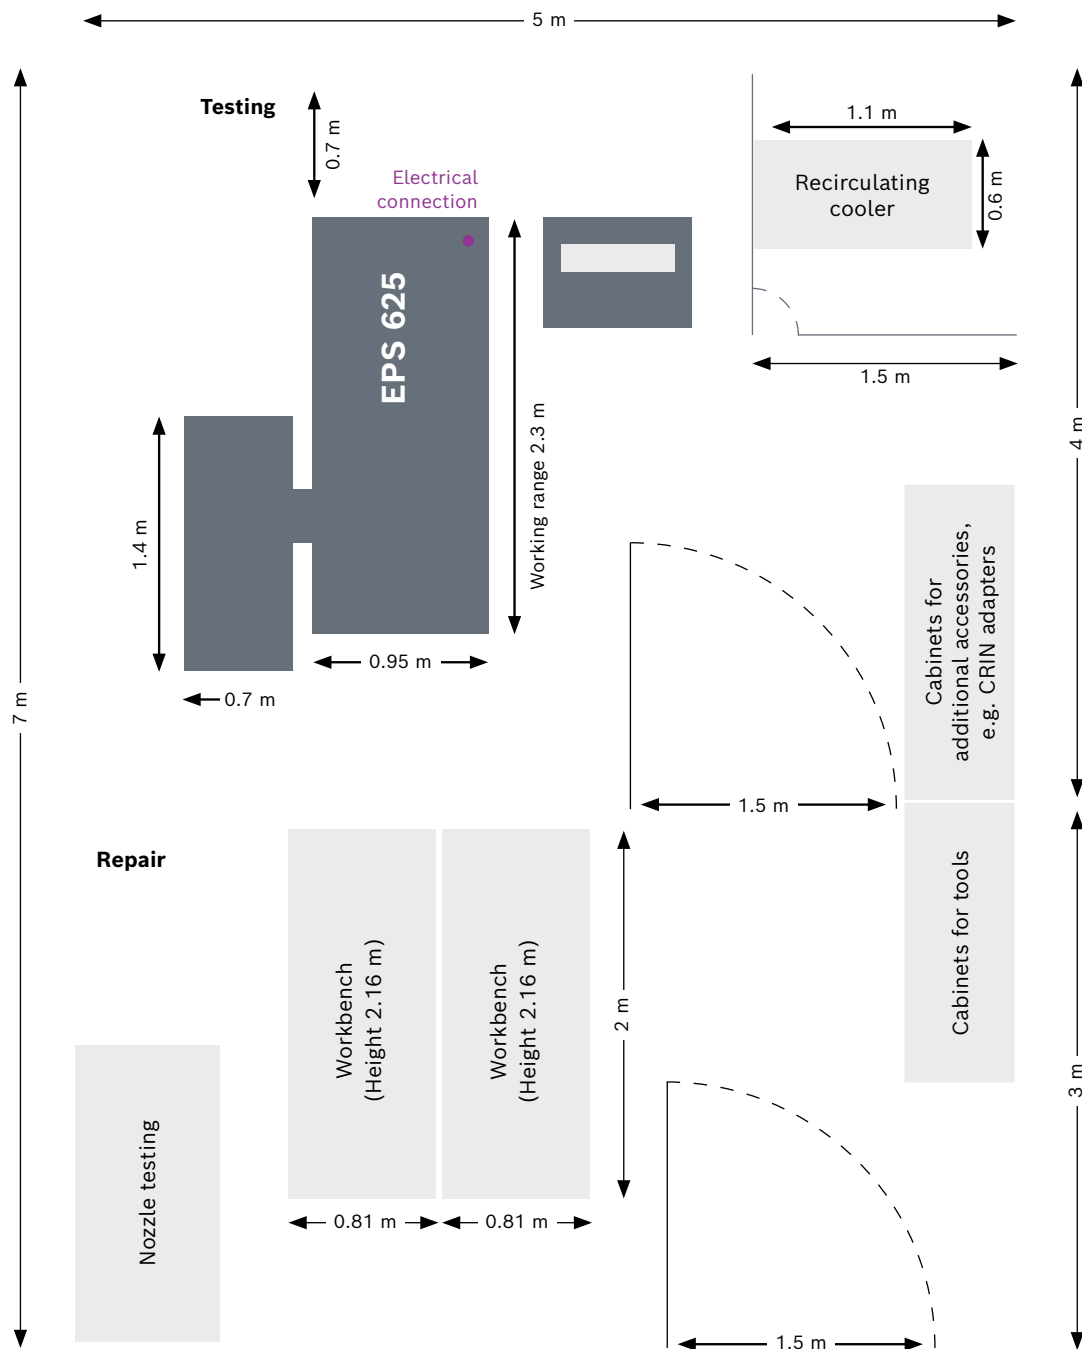 5 m
Testing
0.7 m
1.1 m
Electrical
connection
Recirculating
cooler
0.6 m
EPS 625
1.5 m
Working range 2.3 m
4 m
1.4 m
Cabinets for
additional accessories,
e.g. CRIN adapters
0.95 m
0.7 m
7 m
1.5 m
Repair
Workbench
(Height 2.16 m)
Workbench
(Height 2.16 m)
2 m
Cabinets for tools
3 m
Nozzle testing
0.81 m
0.81 m
1.5 m